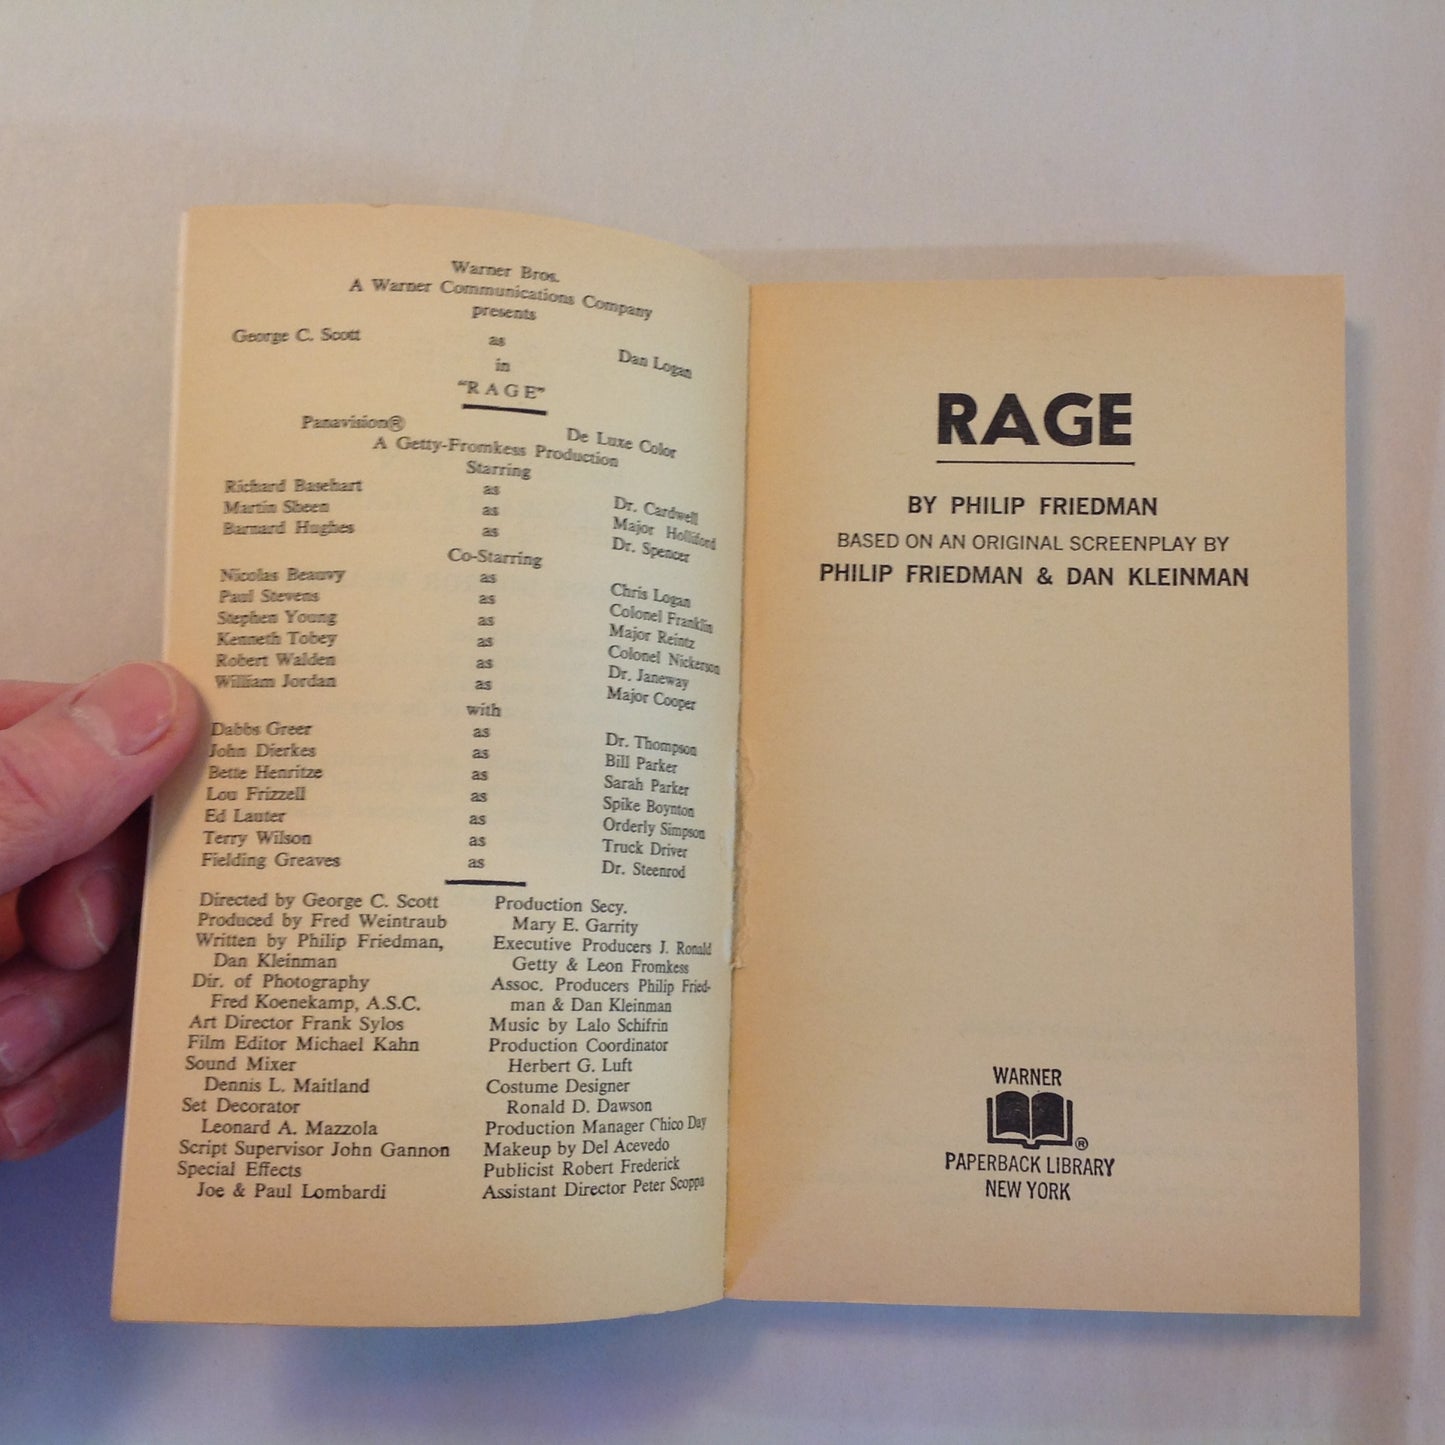 Warner Bros.
A Warner Communications Company
presents
George C. Scott as Dan Logan
in
"RAGE"
Panavision® De Luxe Color
A Getty-Fromkess Production
Starring
Richard Basehart as Dr. Cardwell
Martin Sheen as Major Holliford
Barnard Hughes as Dr. Spencer
Co-Starring
Nicolas Beauvy as Chris Logan
Paul Stevens as Colonel Franklin
Stephen Young as Major Reintz
Kenneth Tobey as Colonel Nickerson
Robert Walden as Dr. Janeway
William Jordan as Major Cooper
with
Dabbs Greer as Dr. Thompson
John Dierkes as Bill Parker
Bette Henritze as Sarah Parker
Lou Frizzell as Spike Boynton
Ed Lauter as Orderly Simpson
Terry Wilson as Truck Driver
Fielding Greaves as Dr. Steenrod
Directed by George C. Scott
Produced by Fred Weintraub
Written by Philip Friedman,
Dan Kleinman
Dir. of Photography
Fred Koenekamp, A.S.C.
Art Director Frank Sylos
Film Editor Michael Kahn
Sound Mixer
Dennis L. Maitland
Set Decorator
Leonard A. Mazzola
Script Supervisor John Gannon
Special Effects
Joe & Paul Lombardi
Production Secy.
Mary E. Garrity
Executive Producers J. Ronald
Getty & Leon Fromkess
Assoc. Producers Philip Fried-
man & Dan Kleinman
Music by Lalo Schifrin
Production Coordinator
Herbert G. Luft
Costume Designer
Ronald D. Dawson
Production Manager Chico Day
Makeup by Del Acevedo
Publicist Robert Frederick
Assistant Director Peter Scoppa
RAGE
BY PHILIP FRIEDMAN
BASED ON AN ORIGINAL SCREENPLAY BY
PHILIP FRIEDMAN & DAN KLEINMAN
WARNER
®
PAPERBACK LIBRARY
NEW YORK